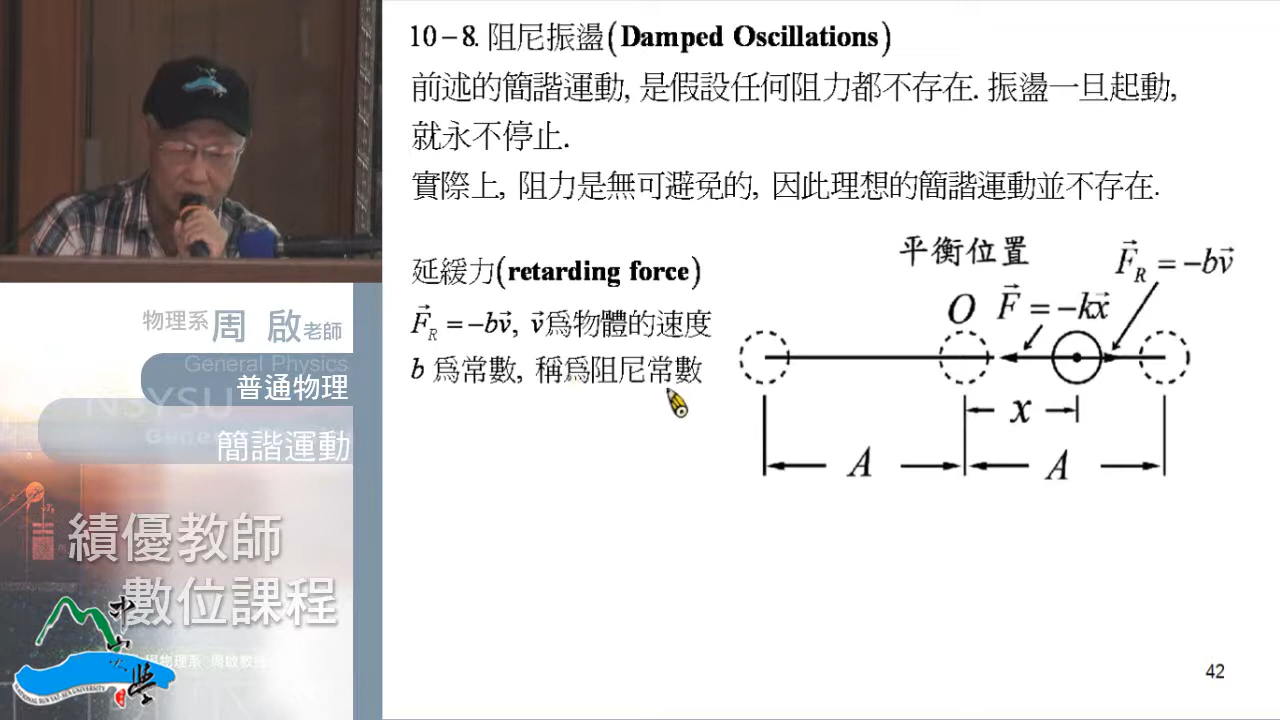 10-8. 阻尼振盪(Damped Oscillations)
前述的簡諧運動, 是假設任何阻力都不存在. 振盪一旦起動,
就永不停止.
實際上, 阻力是無可避免的, 因此理想的簡諧運動並不存在.
延緩力(retarding force)
F⃗_R = −bv⃗, v⃗爲物體的速度
b 爲常數, 稱爲阻尼常數
平衡位置
F⃗_R = −bv⃗
O
F⃗ = −kx⃗
x
A
A
42
物理系周 啟老師
General Physics
普通物理
NSYSU
簡諧運動
績優教師
數位課程